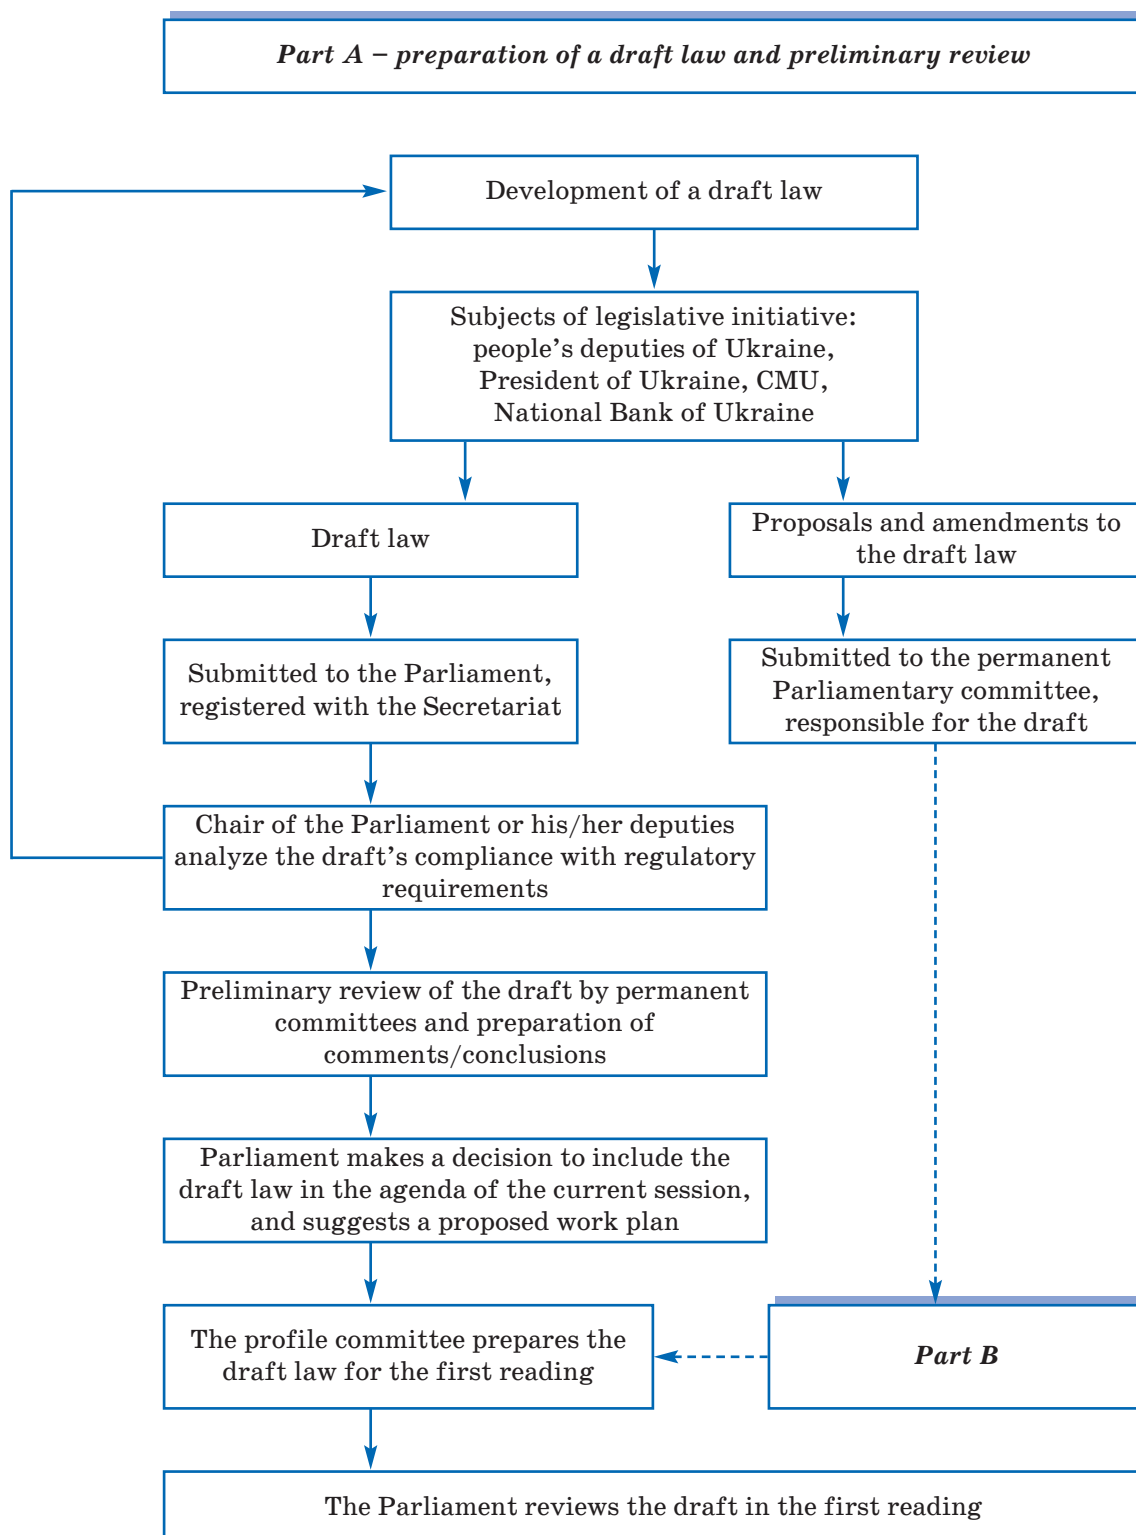 Part A – preparation of a draft law and preliminary review
Development of a draft law
Subjects of legislative initiative:
people's deputies of Ukraine,
President of Ukraine, CMU,
National Bank of Ukraine
Draft law
Proposals and amendments to
the draft law
Submitted to the Parliament,
registered with the Secretariat
Submitted to the permanent
Parliamentary committee,
responsible for the draft
Chair of the Parliament or his/her deputies
analyze the draft's compliance with regulatory
requirements
Preliminary review of the draft by permanent
committees and preparation of
comments/conclusions
Parliament makes a decision to include the
draft law in the agenda of the current session,
and suggests a proposed work plan
The profile committee prepares the
draft law for the first reading
Part B
The Parliament reviews the draft in the first reading